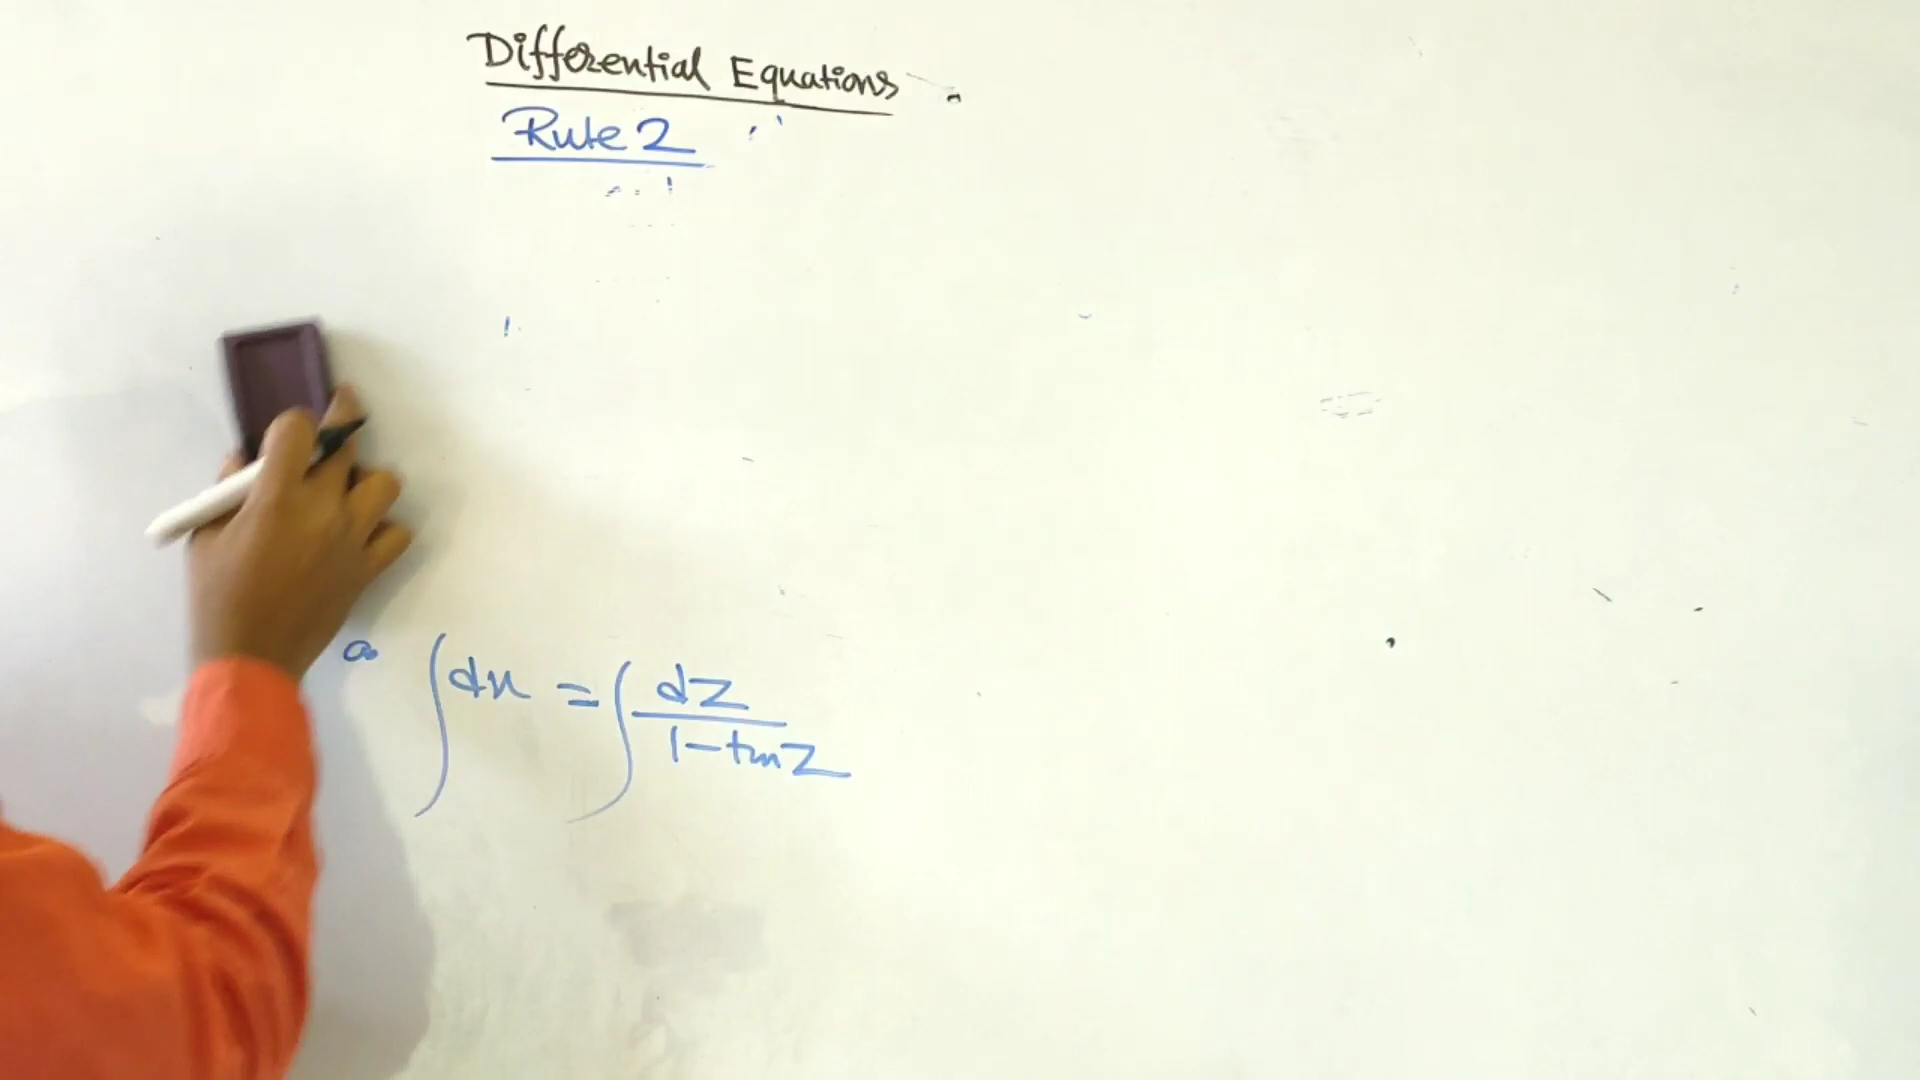 Differential Equations
Rule 2
∫dx = ∫ dz / 1-tanz